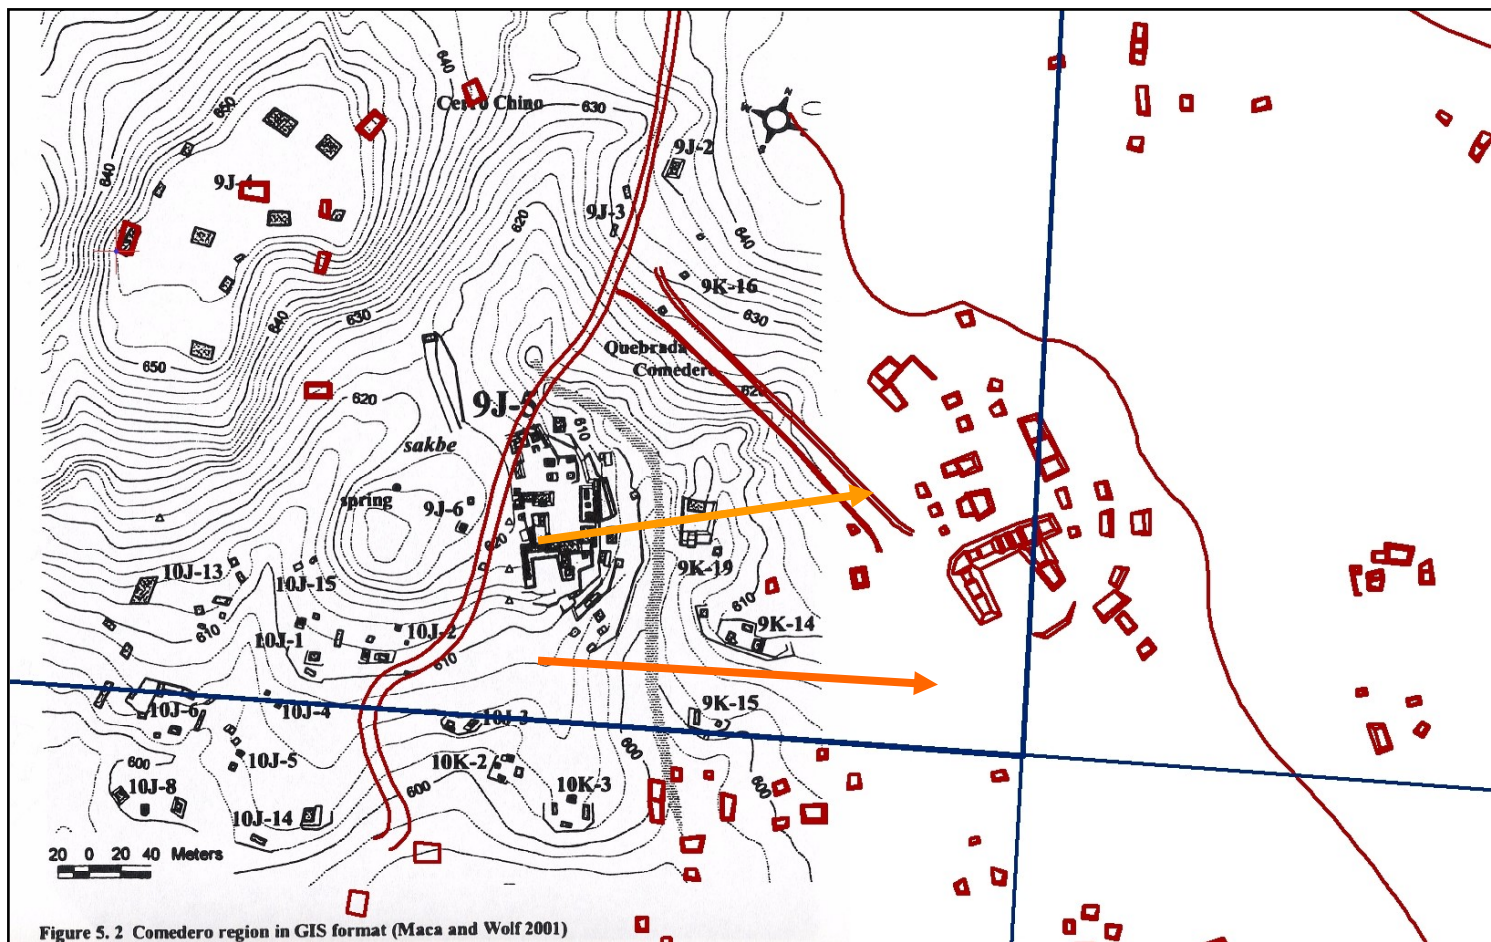 640
Cerro Chino
650
630
N
W
E
S
9J-2
640
9J-4
9J-3
620
640
9K-16
640
630
630
Quebrada
Comedero
650
620
620
9J-5
610
sakbe
spring
9J-6
620
9K-19
10J-13
10J-15
610
610
10J-1
10J-2
9K-14
610
10J-6
10J-4
10J-3
9K-15
600
10J-5
10K-2
600
600
10J-8
600
10K-3
10J-14
20 0 20 40 Meters
Figure 5. 2 Comedero region in GIS format (Maca and Wolf 2001)